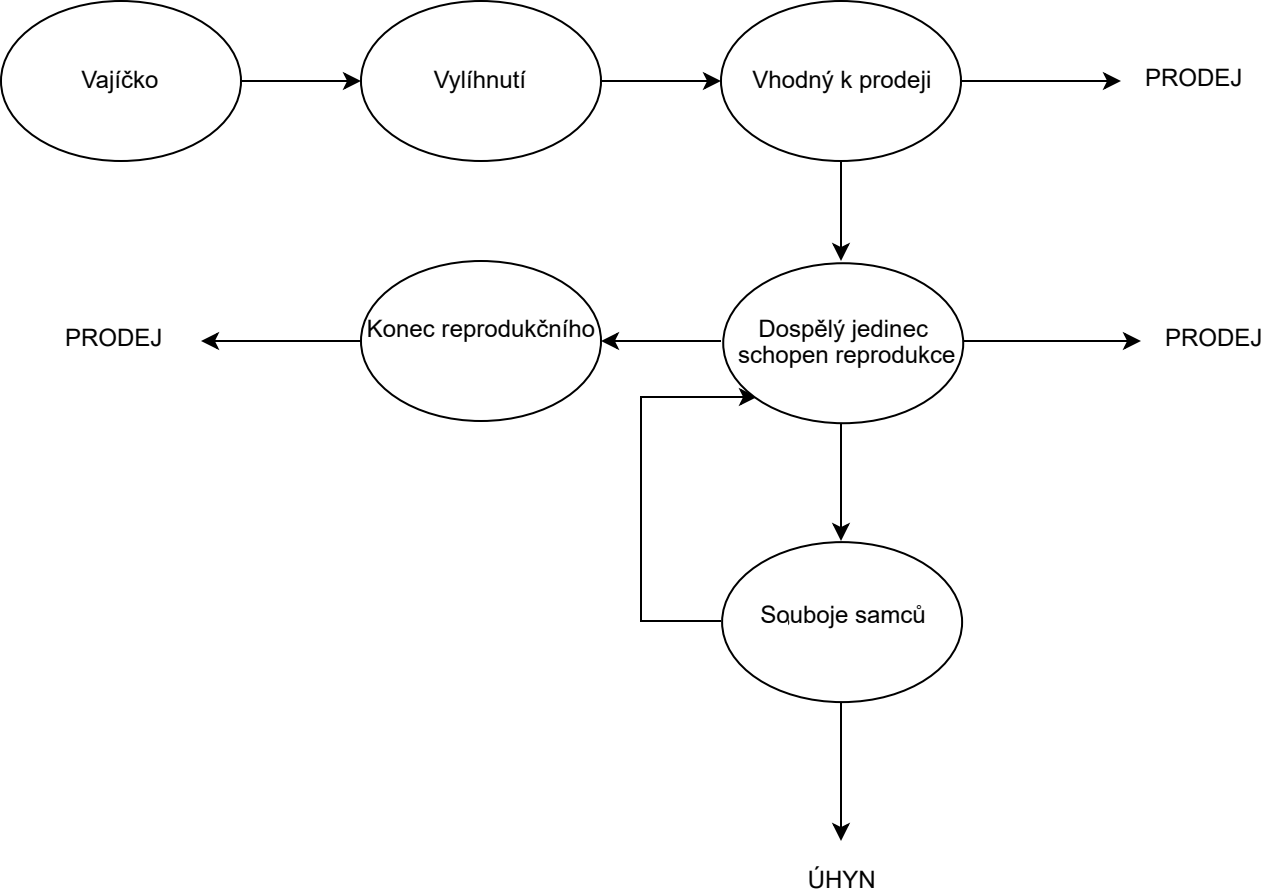 Vajíčko
Vylíhnutí
Vhodný k prodeji
PRODEJ
PRODEJ
Konec reprodukčního
Dospělý jedinec
schopen reprodukce
PRODEJ
Souboje samců
ÚHYN